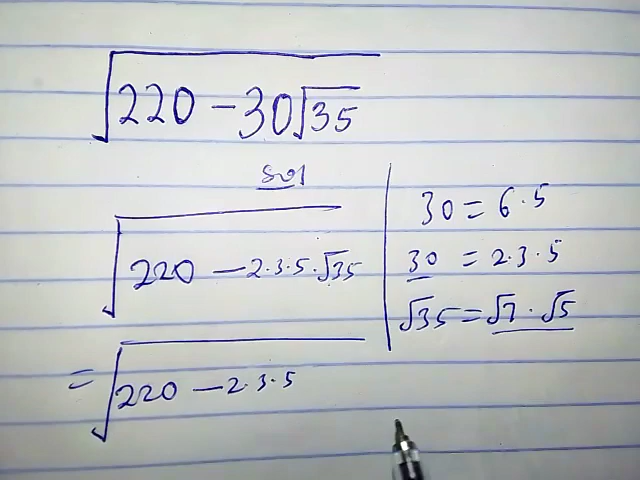 √220 - 30√35
Sol
√220 - 2·3·5·√35
= √220 - 2·3·5
30 = 6·5
30 = 2·3·5
√35 = √7·√5